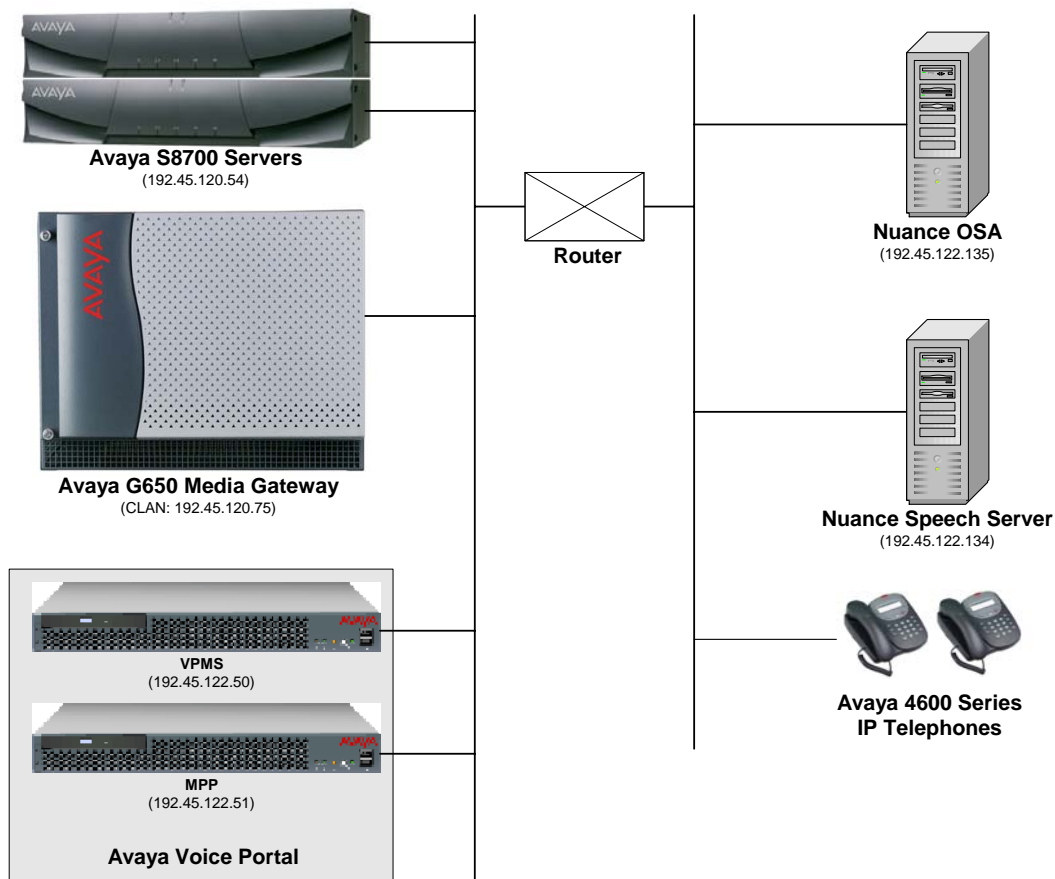 AVAYA
AVAYA
Avaya S8700 Servers
(192.45.120.54)
AVAYA
Avaya G650 Media Gateway
(CLAN: 192.45.120.75)
AVAYA
VPMS
(192.45.122.50)
AVAYA
MPP
(192.45.122.51)
Avaya Voice Portal
Router
Nuance OSA
(192.45.122.135)
Nuance Speech Server
(192.45.122.134)
Avaya 4600 Series
IP Telephones